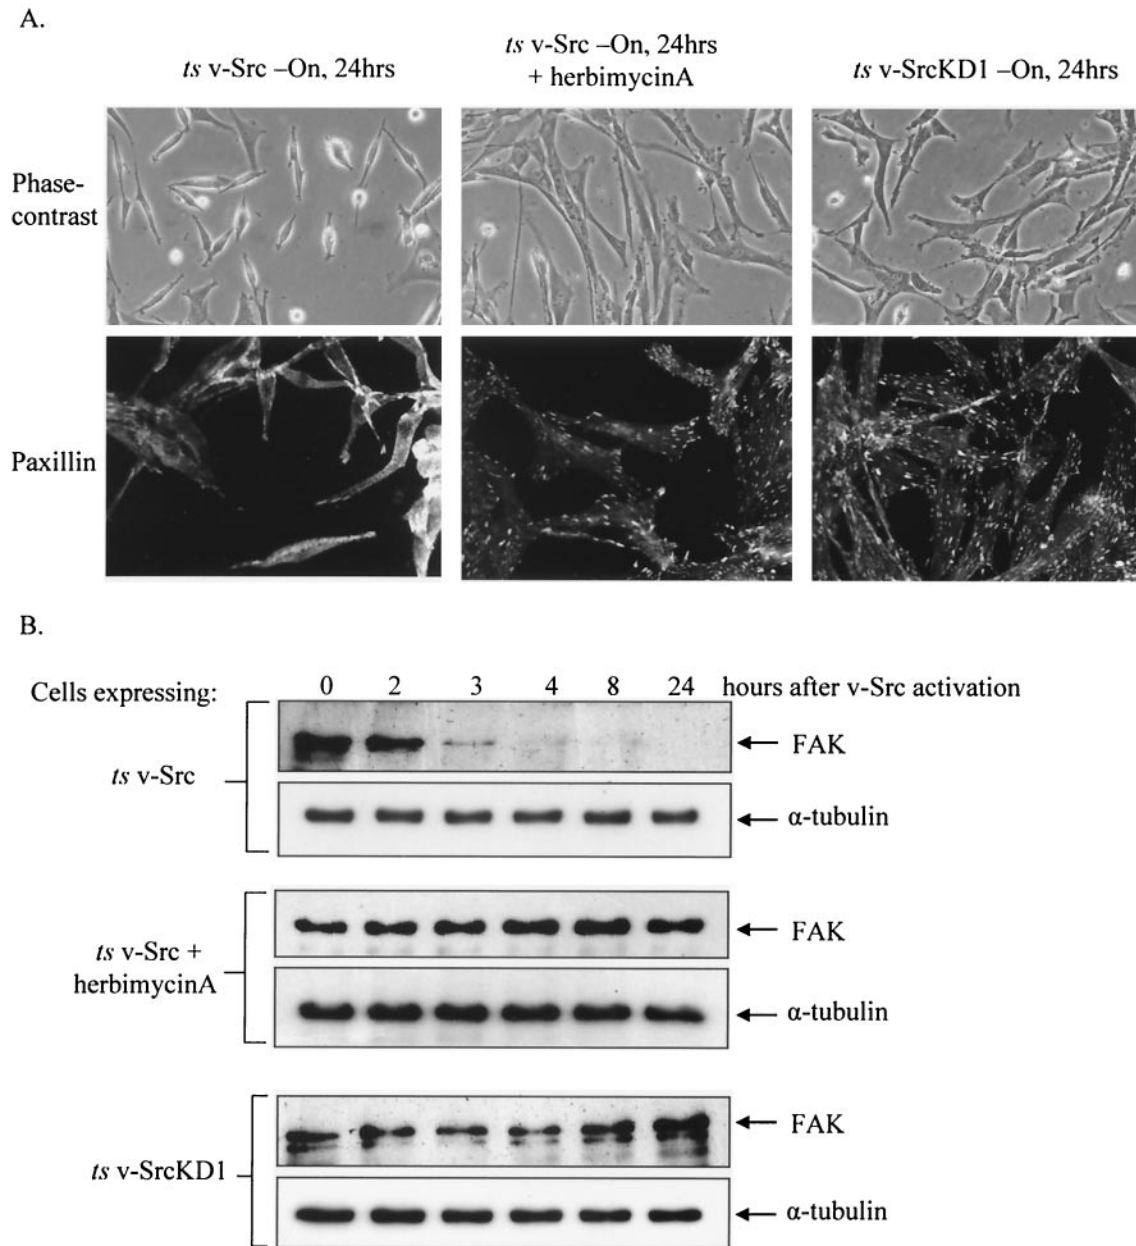 A.
ts v-Src –On, 24hrs
ts v-Src –On, 24hrs
+ herbimycinA
ts v-SrcKD1 –On, 24hrs
Phase-
contrast
Paxillin
B.
Cells expressing: 0 2 3 4 8 24 hours after v-Src activation
FAK
ts v-Src
α-tubulin
FAK
ts v-Src +
herbimycinA
α-tubulin
FAK
ts v-SrcKD1
α-tubulin